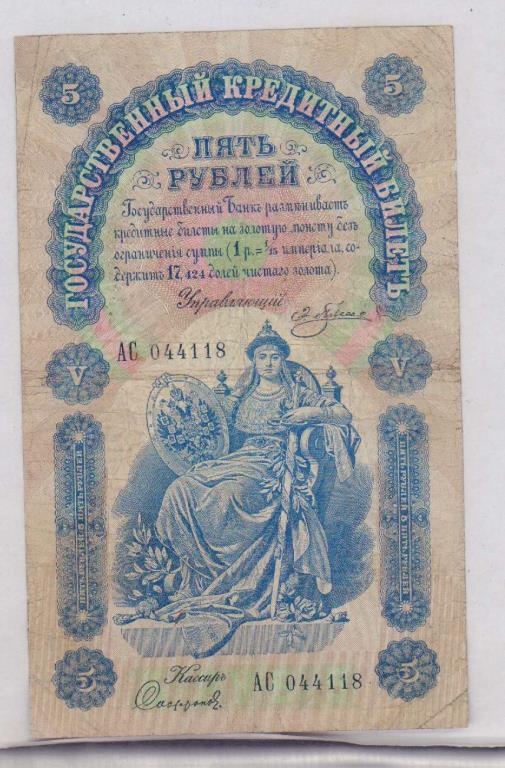 5
5
ГОСУДАРСТВЕННЫЙ КРЕДИТНЫЙ БИЛЕТЪ
ПЯТЬ
РУБЛЕЙ
Государственный Банкъ размѣниваетъ
кредитные билеты на золотую монету безъ
ограниченія суммы (1 р. = 1/15 имперіала, со-
держитъ 17,424 долей чистаго золота).
Управляющій
АС 044118
V
V
5
5
Кассиръ
АС 044118